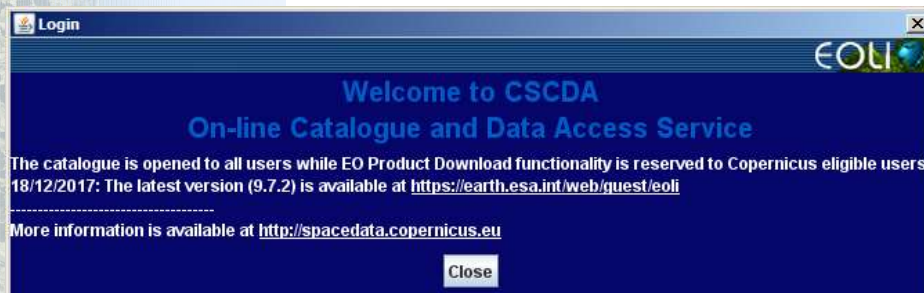 Login
EOLI
Welcome to CSCDA
On-line Catalogue and Data Access Service
The catalogue is opened to all users while EO Product Download functionality is reserved to Copernicus eligible users
18/12/2017: The latest version (9.7.2) is available at https://earth.esa.int/web/guest/eoli
-------------------------------------
More information is available at http://spacedata.copernicus.eu
Close